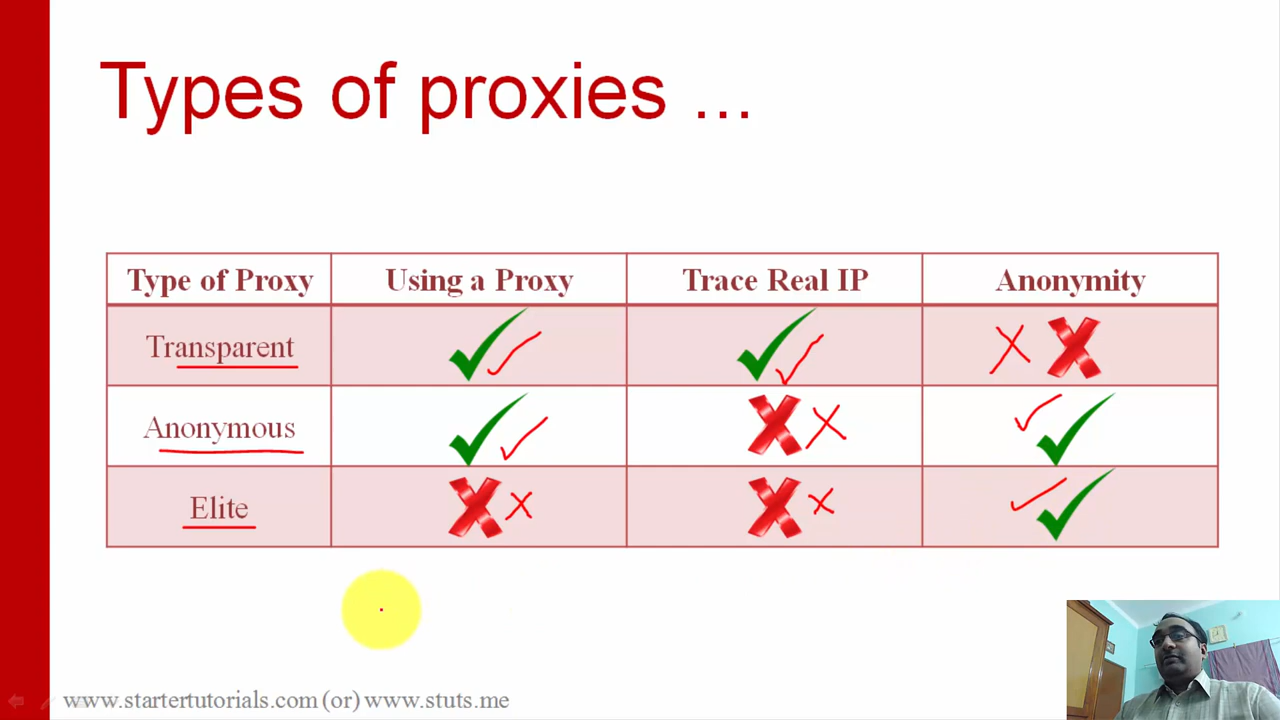 Types of proxies ...
Type of Proxy Using a Proxy Trace Real IP Anonymity
Transparent
Anonymous
Elite
www.startertutorials.com (or) www.stuts.me